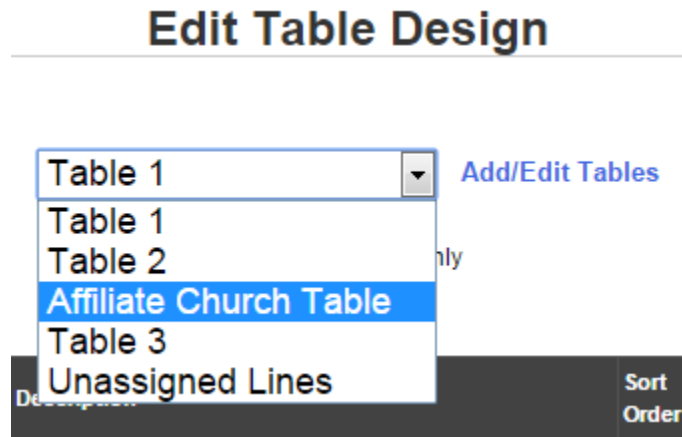 Edit Table Design
Table 1
Add/Edit Tables
Table 1
Table 2
Affiliate Church Table
Table 3
Unassigned Lines
Sort
Order